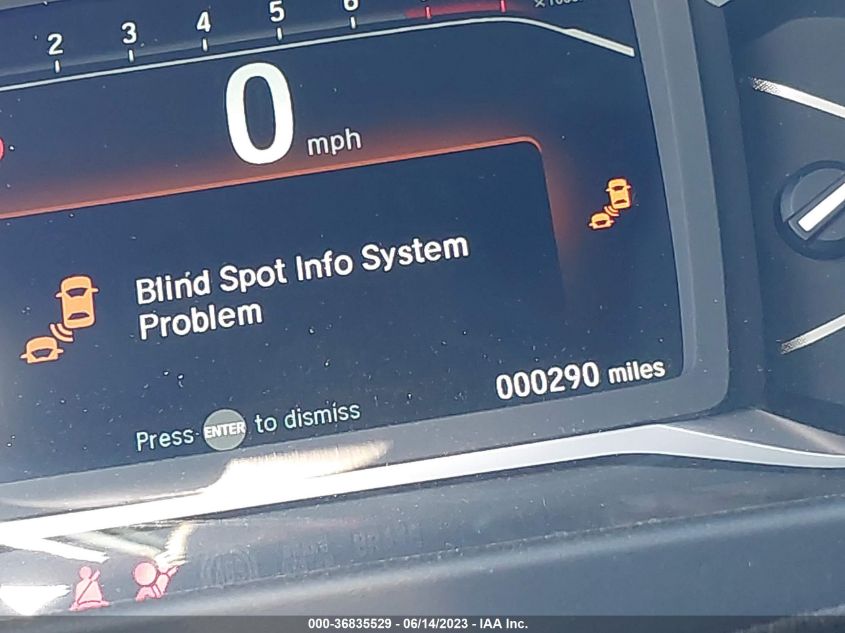 2 3 4 5 6
0 mph
Blind Spot Info System
Problem
000290 miles
Press ENTER to dismiss
000-36835529 - 06/14/2023 - IAA Inc.